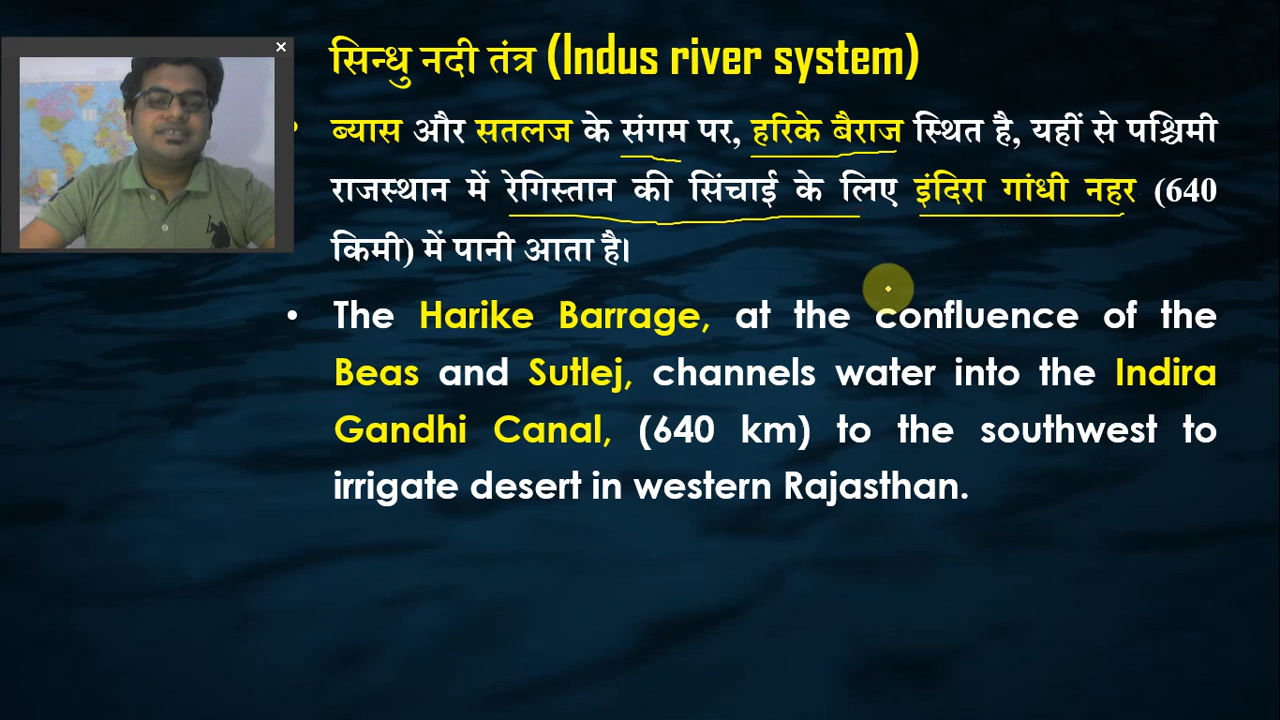 सिन्धु नदी तंत्र (Indus river system)
ब्यास और सतलज के संगम पर, हरिके बैराज स्थित है, यहीं से पश्चिमी
राजस्थान में रेगिस्तान की सिंचाई के लिए इंदिरा गांधी नहर (640
किमी) में पानी आता है।
• The Harike Barrage, at the confluence of the
Beas and Sutlej, channels water into the Indira
Gandhi Canal, (640 km) to the southwest to
irrigate desert in western Rajasthan.